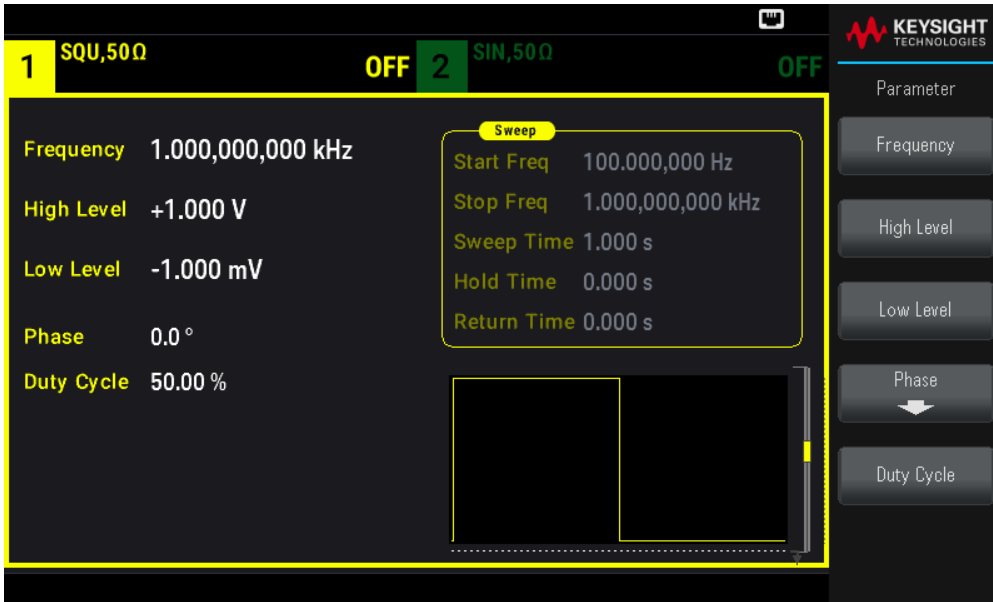 KEYSIGHT
TECHNOLOGIES
1 SQU,50Ω OFF
2 SIN,50Ω OFF
Frequency 1.000,000,000 kHz
High Level +1.000 V
Low Level -1.000 mV
Phase 0.0 °
Duty Cycle 50.00 %
Sweep
Start Freq 100.000,000 Hz
Stop Freq 1.000,000,000 kHz
Sweep Time 1.000 s
Hold Time 0.000 s
Return Time 0.000 s
Parameter
Frequency
High Level
Low Level
Phase
Duty Cycle